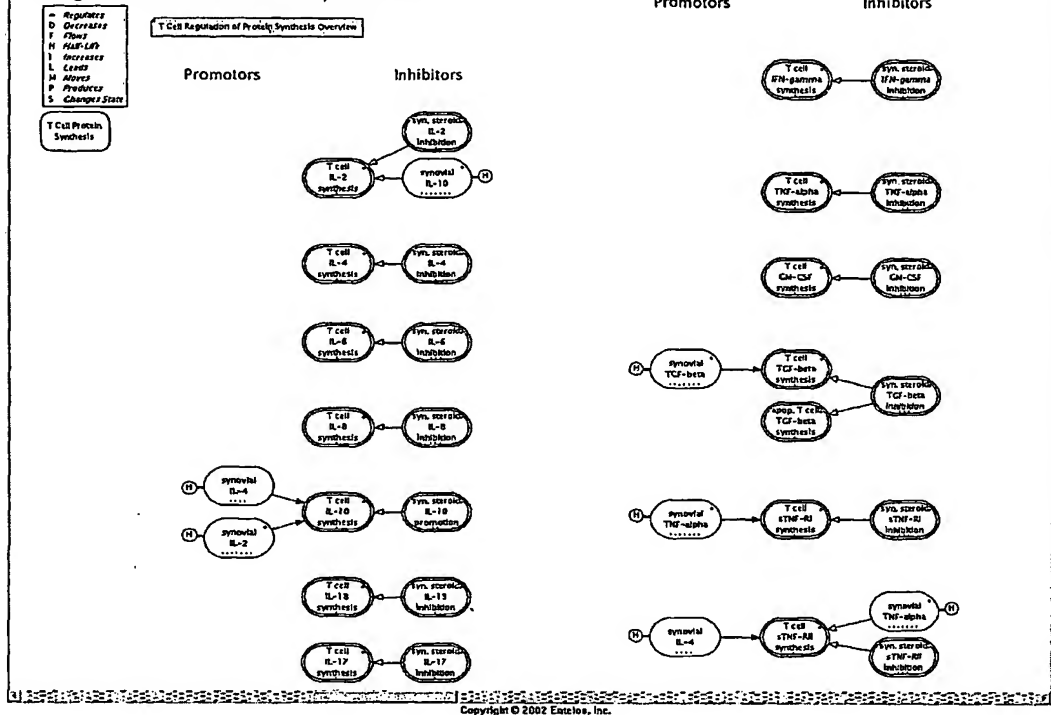 Promotors Inhibitors
= Regulates
D Decreases
F Flows
H Half-Life
I Increases
L Leads
M Moves
P Produces
S Changes State
T Cell Regulation of Protein Synthesis Overview
T Cell Protein
Synthesis
Promotors Inhibitors
syn. steroid
IL-2
inhibition
T cell
IL-2
synthesis
synovial
IL-10
H
T cell
IL-4
synthesis
syn. steroid
IL-4
inhibition
T cell
IL-6
synthesis
syn. steroid
IL-6
inhibition
T cell
IL-8
synthesis
syn. steroid
IL-8
inhibition
H
synovial
IL-4
H
synovial
IL-2
T cell
IL-10
synthesis
syn. steroid
IL-10
promotion
T cell
synthesis
syn. steroid
IL-13
inhibition
T cell
IL-17
synthesis
syn. steroid
IL-17
inhibition
T cell
IFN-gamma
synthesis
syn. steroid
IFN-gamma
inhibition
T cell
TNF-alpha
synthesis
syn. steroid
TNF-alpha
inhibition
T cell
GM-CSF
synthesis
syn. steroid
GM-CSF
inhibition
H
synovial
TGF-beta
T cell
TGF-beta
synthesis
apop. T cell
TGF-beta
synthesis
syn. steroid
TGF-beta
inhibition
H
synovial
TNF-alpha
T cell
sTNF-RI
synthesis
syn. steroid
sTNF-RI
inhibition
H
synovial
IL-4
T cell
sTNF-RII
synthesis
synovial
TNF-alpha
H
syn. steroid
sTNF-RII
inhibition
Copyright © 2002 Entelos, Inc.